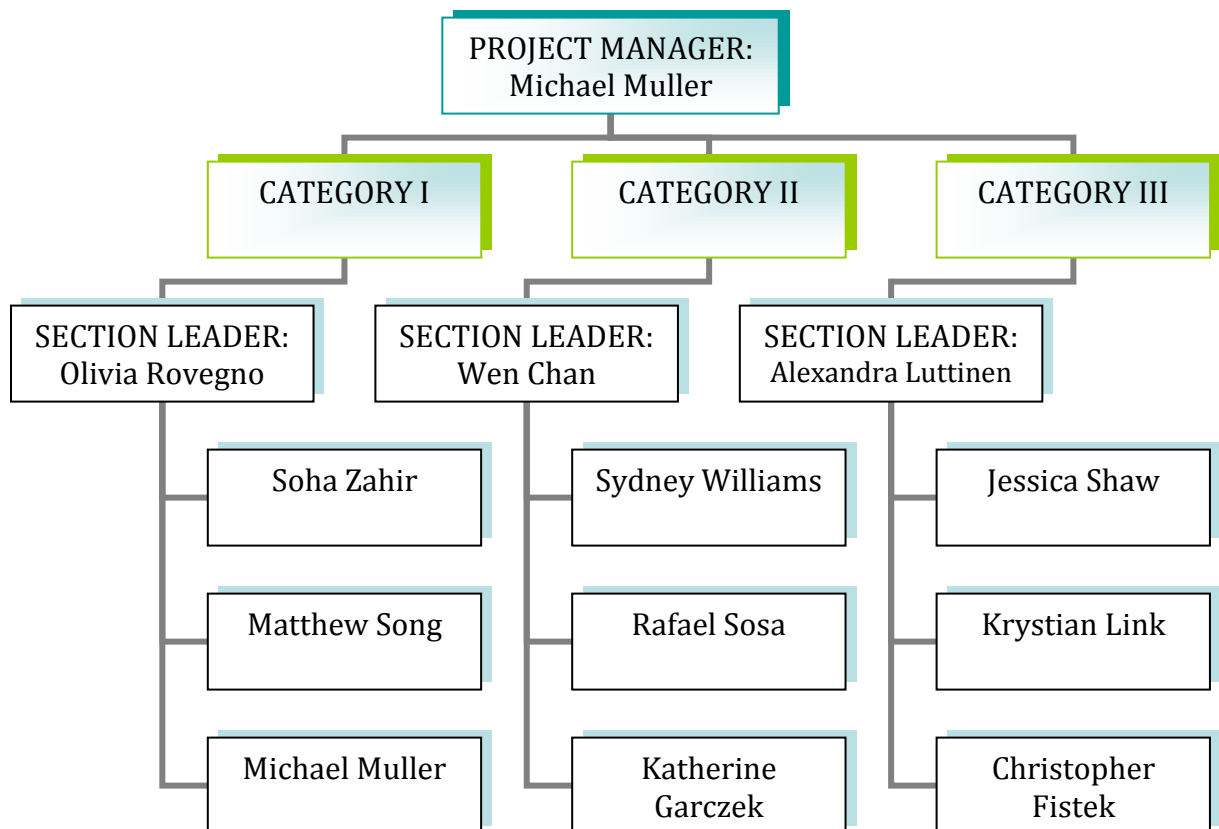 PROJECT MANAGER:
Michael Muller
CATEGORY I
CATEGORY II
CATEGORY III
SECTION LEADER:
Olivia Rovegno
SECTION LEADER:
Wen Chan
SECTION LEADER:
Alexandra Luttinen
Soha Zahir
Sydney Williams
Jessica Shaw
Matthew Song
Rafael Sosa
Krystian Link
Michael Muller
Katherine
Garczek
Christopher
Fistek